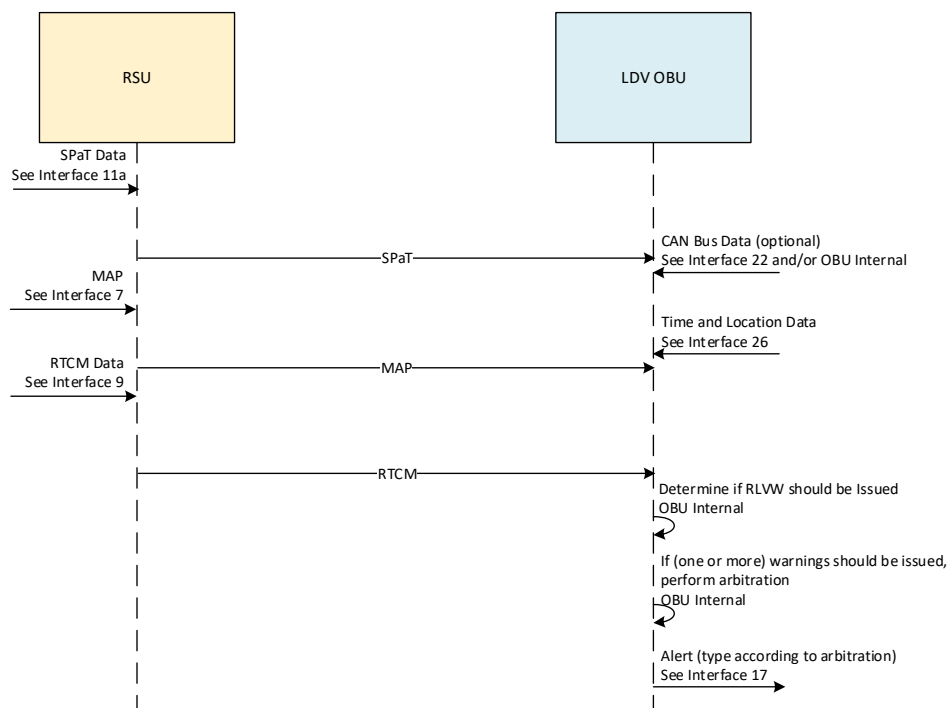 RSU
LDV OBU
SPaT Data
See Interface 11a
SPaT
CAN Bus Data (optional)
See Interface 22 and/or OBU Internal
MAP
See Interface 7
Time and Location Data
See Interface 26
RTCM Data
See Interface 9
MAP
RTCM
Determine if RLVW should be Issued
OBU Internal
If (one or more) warnings should be issued,
perform arbitration
OBU Internal
Alert (type according to arbitration)
See Interface 17